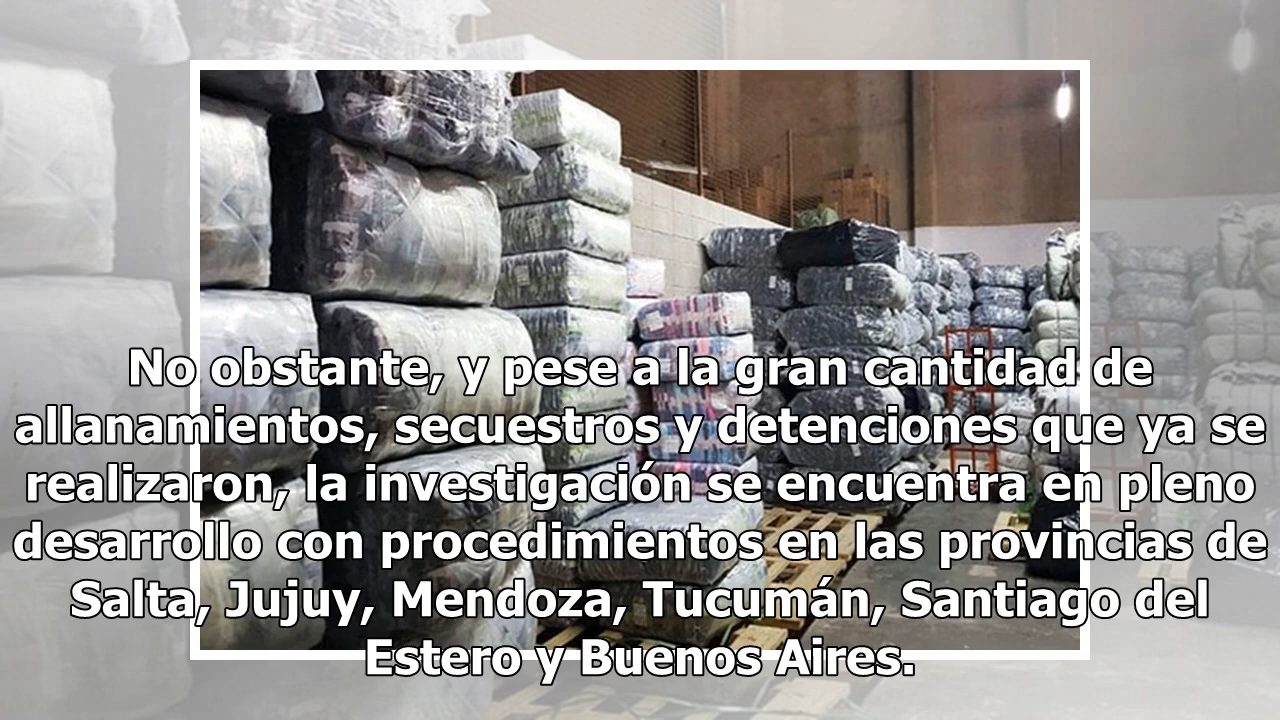 No obstante, y pese a la gran cantidad de
allanamientos, secuestros y detenciones que ya se
realizaron, la investigación se encuentra en pleno
desarrollo con procedimientos en las provincias de
Salta, Jujuy, Mendoza, Tucumán, Santiago del
Estero y Buenos Aires.